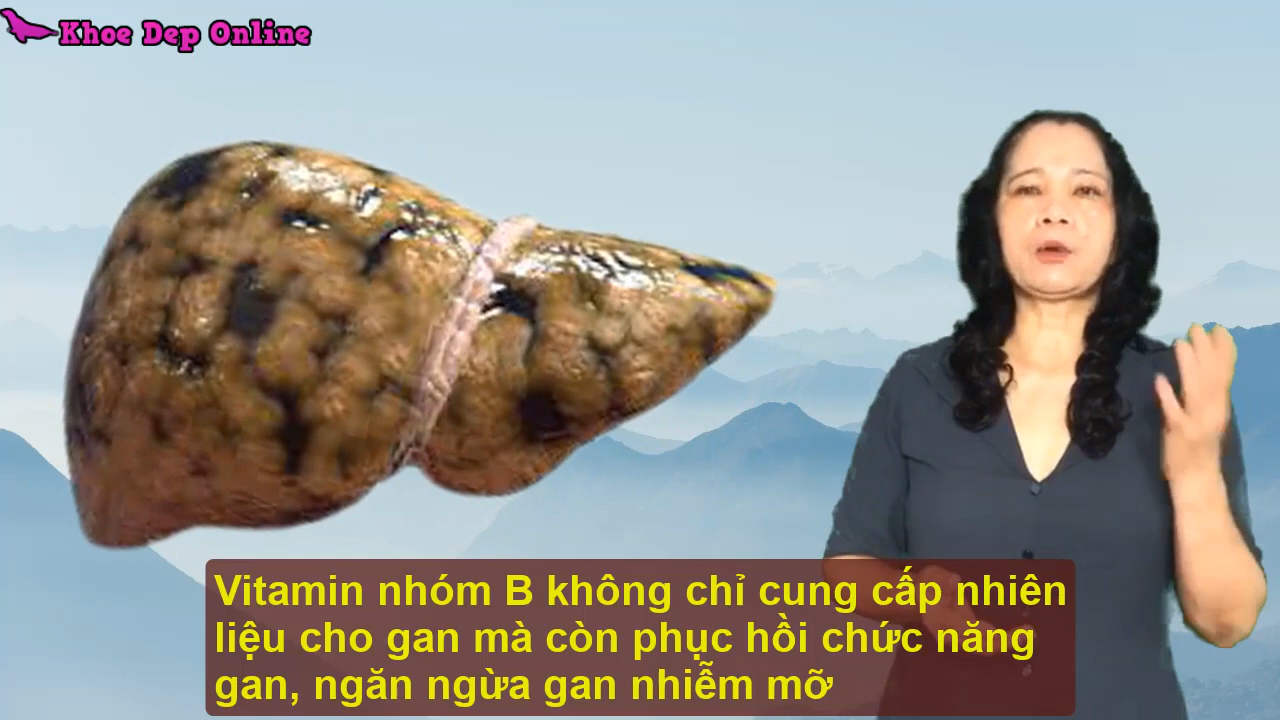 Khoe Dep Online
Vitamin nhóm B không chỉ cung cấp nhiên
liệu cho gan mà còn phục hồi chức năng
gan, ngăn ngừa gan nhiễm mỡ